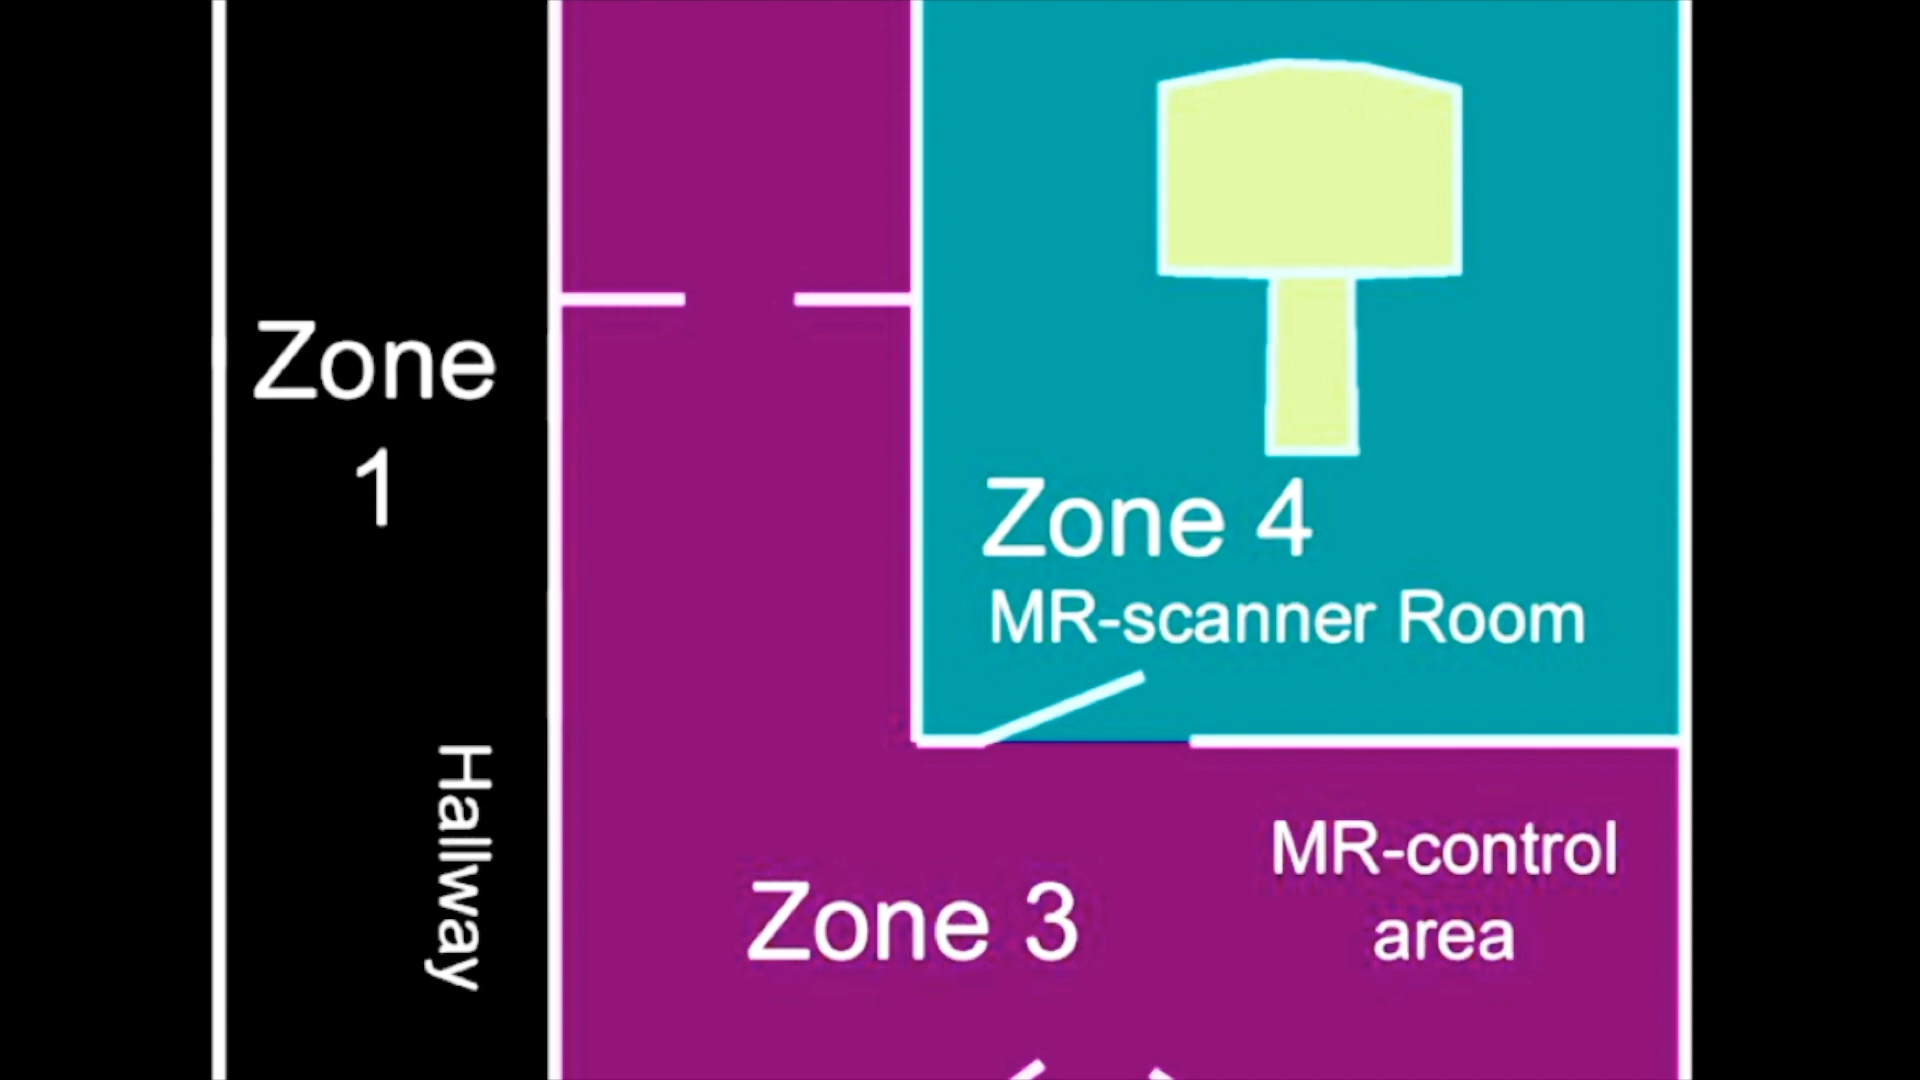 Zone
1
Hallway
Zone 4
MR-scanner Room
Zone 3
MR-control
area